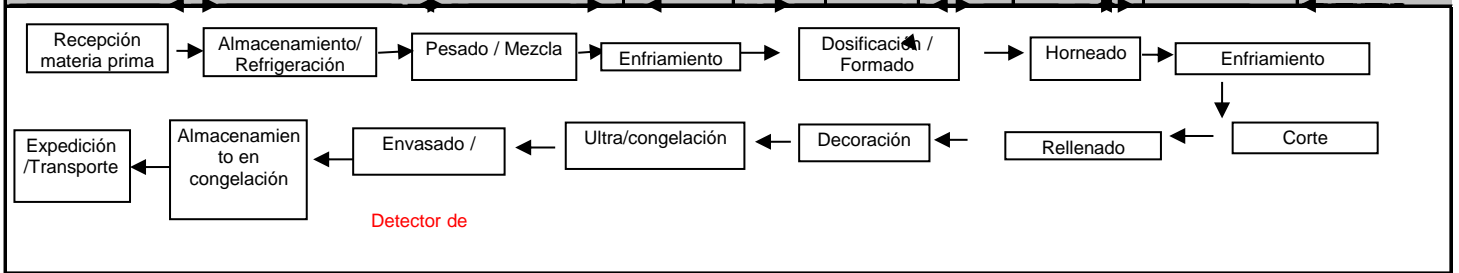 Recepción
materia prima
Almacenamiento/
Refrigeración
Pesado / Mezcla
Enfriamiento
Dosificación /
Formado
Horneado
Enfriamiento
Corte
Rellenado
Decoración
Ultra/congelación
Envasado /
Almacenamien
to en
congelación
Expedición
/Transporte
Detector de